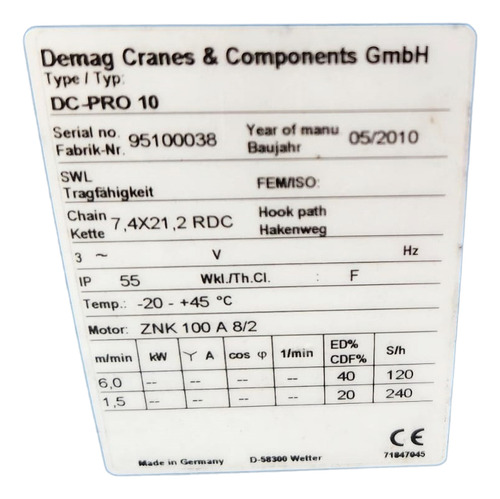 Demag Cranes & Components GmbH
Type / Typ:
DC-PRO 10
Serial no. 95100038 Year of manu 05/2010
Fabrik-Nr. Baujahr
SWL FEM/ISO:
Tragfähigkeit
Chain 7,4X21,2 RDC Hook path
Kette Hakenweg
3 ~ V Hz
IP 55 Wkl./Th.Cl. : F
Temp.: -20 - +45 °C
Motor: ZNK 100 A 8/2
m/min kW Y A cos φ 1/min ED% CDF% S/h
6,0 -- -- -- -- 40 120
1,5 -- -- -- -- 20 240
CE
Made in Germany D-58300 Wetter 71847045